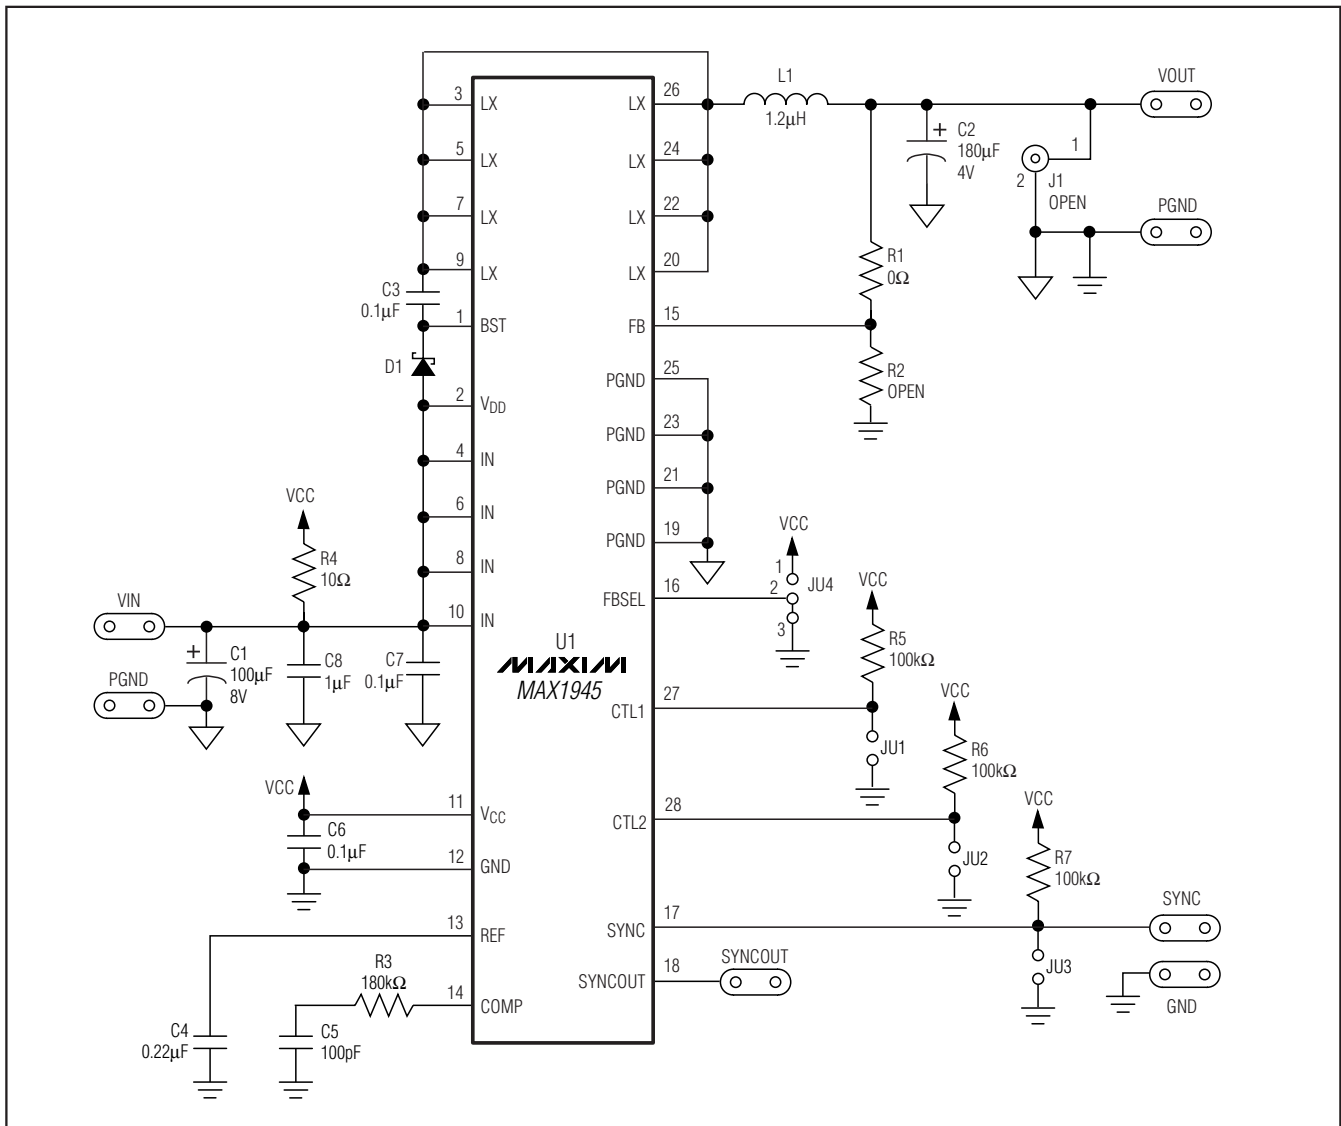 L1
1.2μH
VOUT
3 LX
LX 26
5 LX
LX 24
+ C2
180μF
4V
1
2
J1
OPEN
7 LX
LX 22
PGND
9 LX
LX 20
R1
0Ω
C3
0.1μF
1 BST
FB 15
D1
R2
OPEN
2 VDD
PGND 25
4 IN
PGND 23
6 IN
PGND 21
8 IN
PGND 19
10 IN
FBSEL 16
VCC
R4
10Ω
VCC
1
2
3
JU4
VIN
PGND
+ C1
100μF
8V
C8
1μF
C7
0.1μF
U1
MAXIM
MAX1945
VCC
R5
100kΩ
CTL1 27
JU1
VCC
R6
100kΩ
CTL2 28
JU2
VCC
11 VCC
C6
0.1μF
12 GND
VCC
R7
100kΩ
SYNC 17
SYNC
JU3
GND
13 REF
SYNCOUT 18
SYNCOUT
R3
180kΩ
14 COMP
C4
0.22μF
C5
100pF